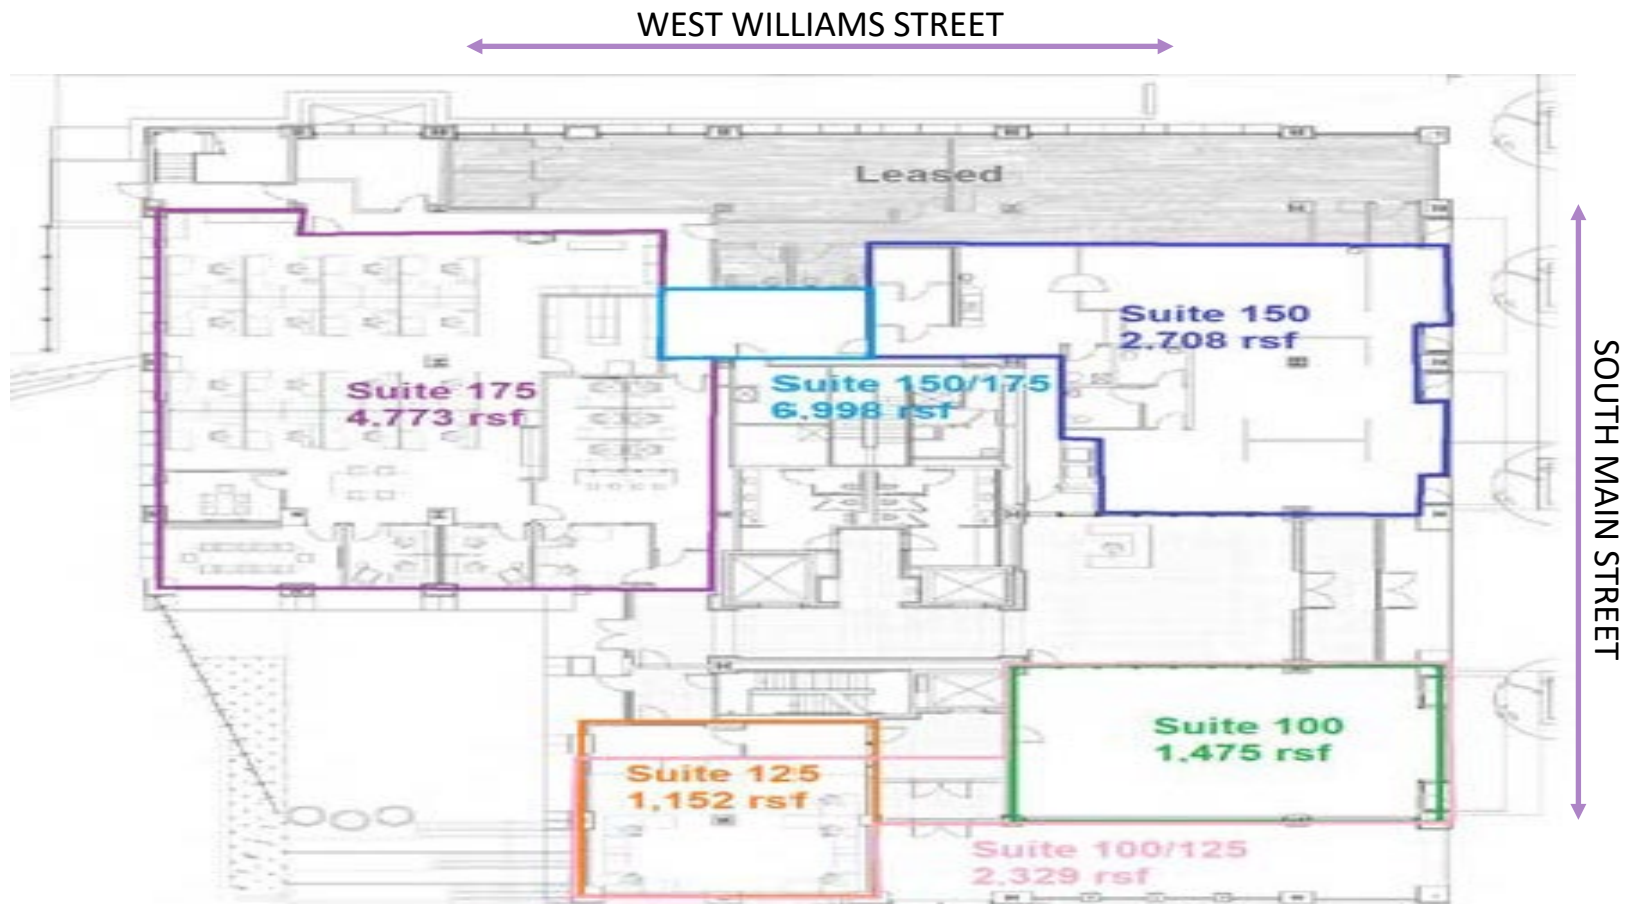 WEST WILLIAMS STREET
Leased
Suite 150
2.708 rsf
SOUTH MAIN STREET
Suite 175
4.773 rsf
Suite 150/175
6.998 rsf
Suite 100
1,475 rsf
Suite 125
1,152 rsf
Suite 100/125
2,329 rsf